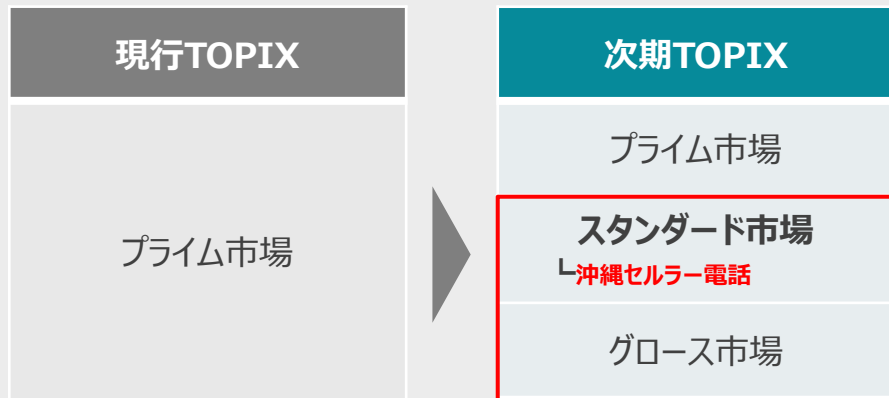 現行TOPIX
プライム市場
次期TOPIX
プライム市場
スタンダード市場
┗沖縄セルラー電話
グロース市場